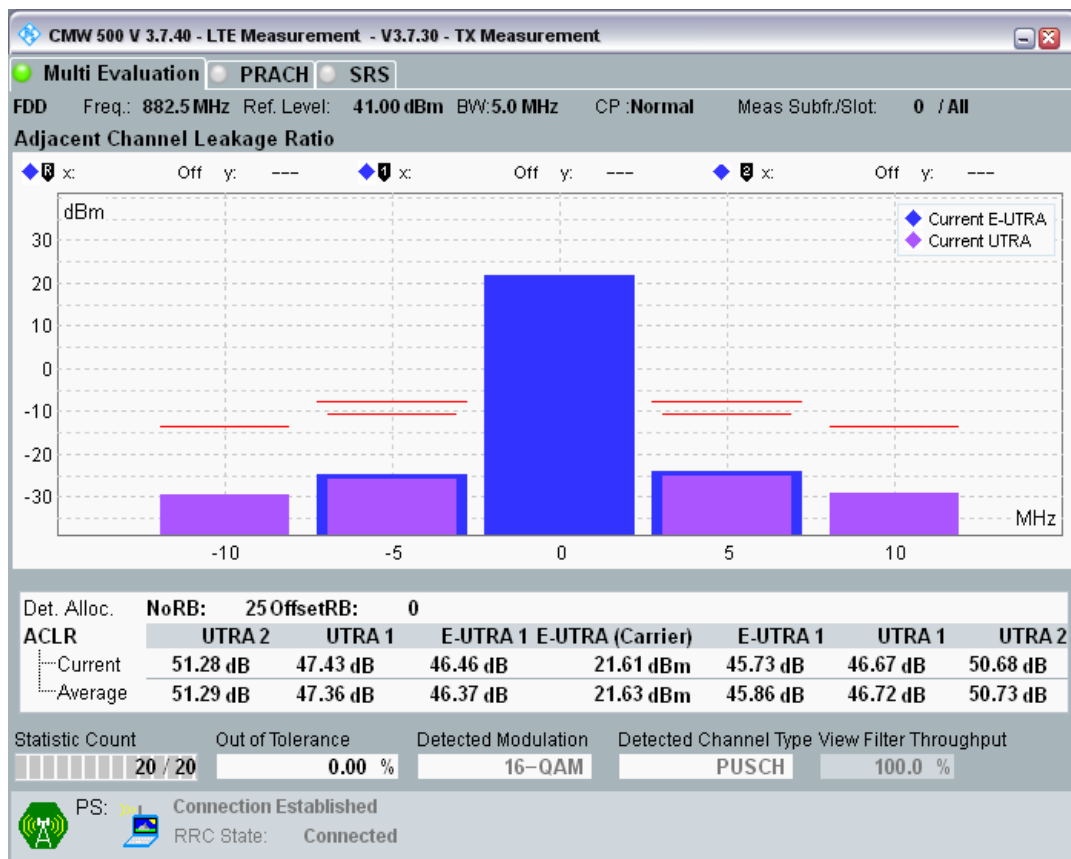 CMW 500 V 3.7.40 - LTE Measurement - V3.7.30 - TX Measurement
Multi Evaluation PRACH SRS
FDD Freq.: 882.5 MHz Ref. Level: 41.00 dBm BW:5.0 MHz CP :Normal Meas Subfr./Slot: 0 / All
Adjacent Channel Leakage Ratio
R x: Off y: --- 1 x: Off y: --- 2 x: Off y: ---
dBm
Current E-UTRA
Current UTRA
30
20
10
0
-10
-20
-30
MHz
-10 -5 0 5 10
Det. Alloc. NoRB: 25 OffsetRB: 0
ACLR UTRA 2 UTRA 1 E-UTRA 1 E-UTRA (Carrier) E-UTRA 1 UTRA 1 UTRA 2
Current 51.28 dB 47.43 dB 46.46 dB 21.61 dBm 45.73 dB 46.67 dB 50.68 dB
Average 51.29 dB 47.36 dB 46.37 dB 21.63 dBm 45.86 dB 46.72 dB 50.73 dB
Statistic Count Out of Tolerance Detected Modulation Detected Channel Type View Filter Throughput
20 / 20 0.00 % 16-QAM PUSCH 100.0 %
PS: Connection Established
RRC State: Connected